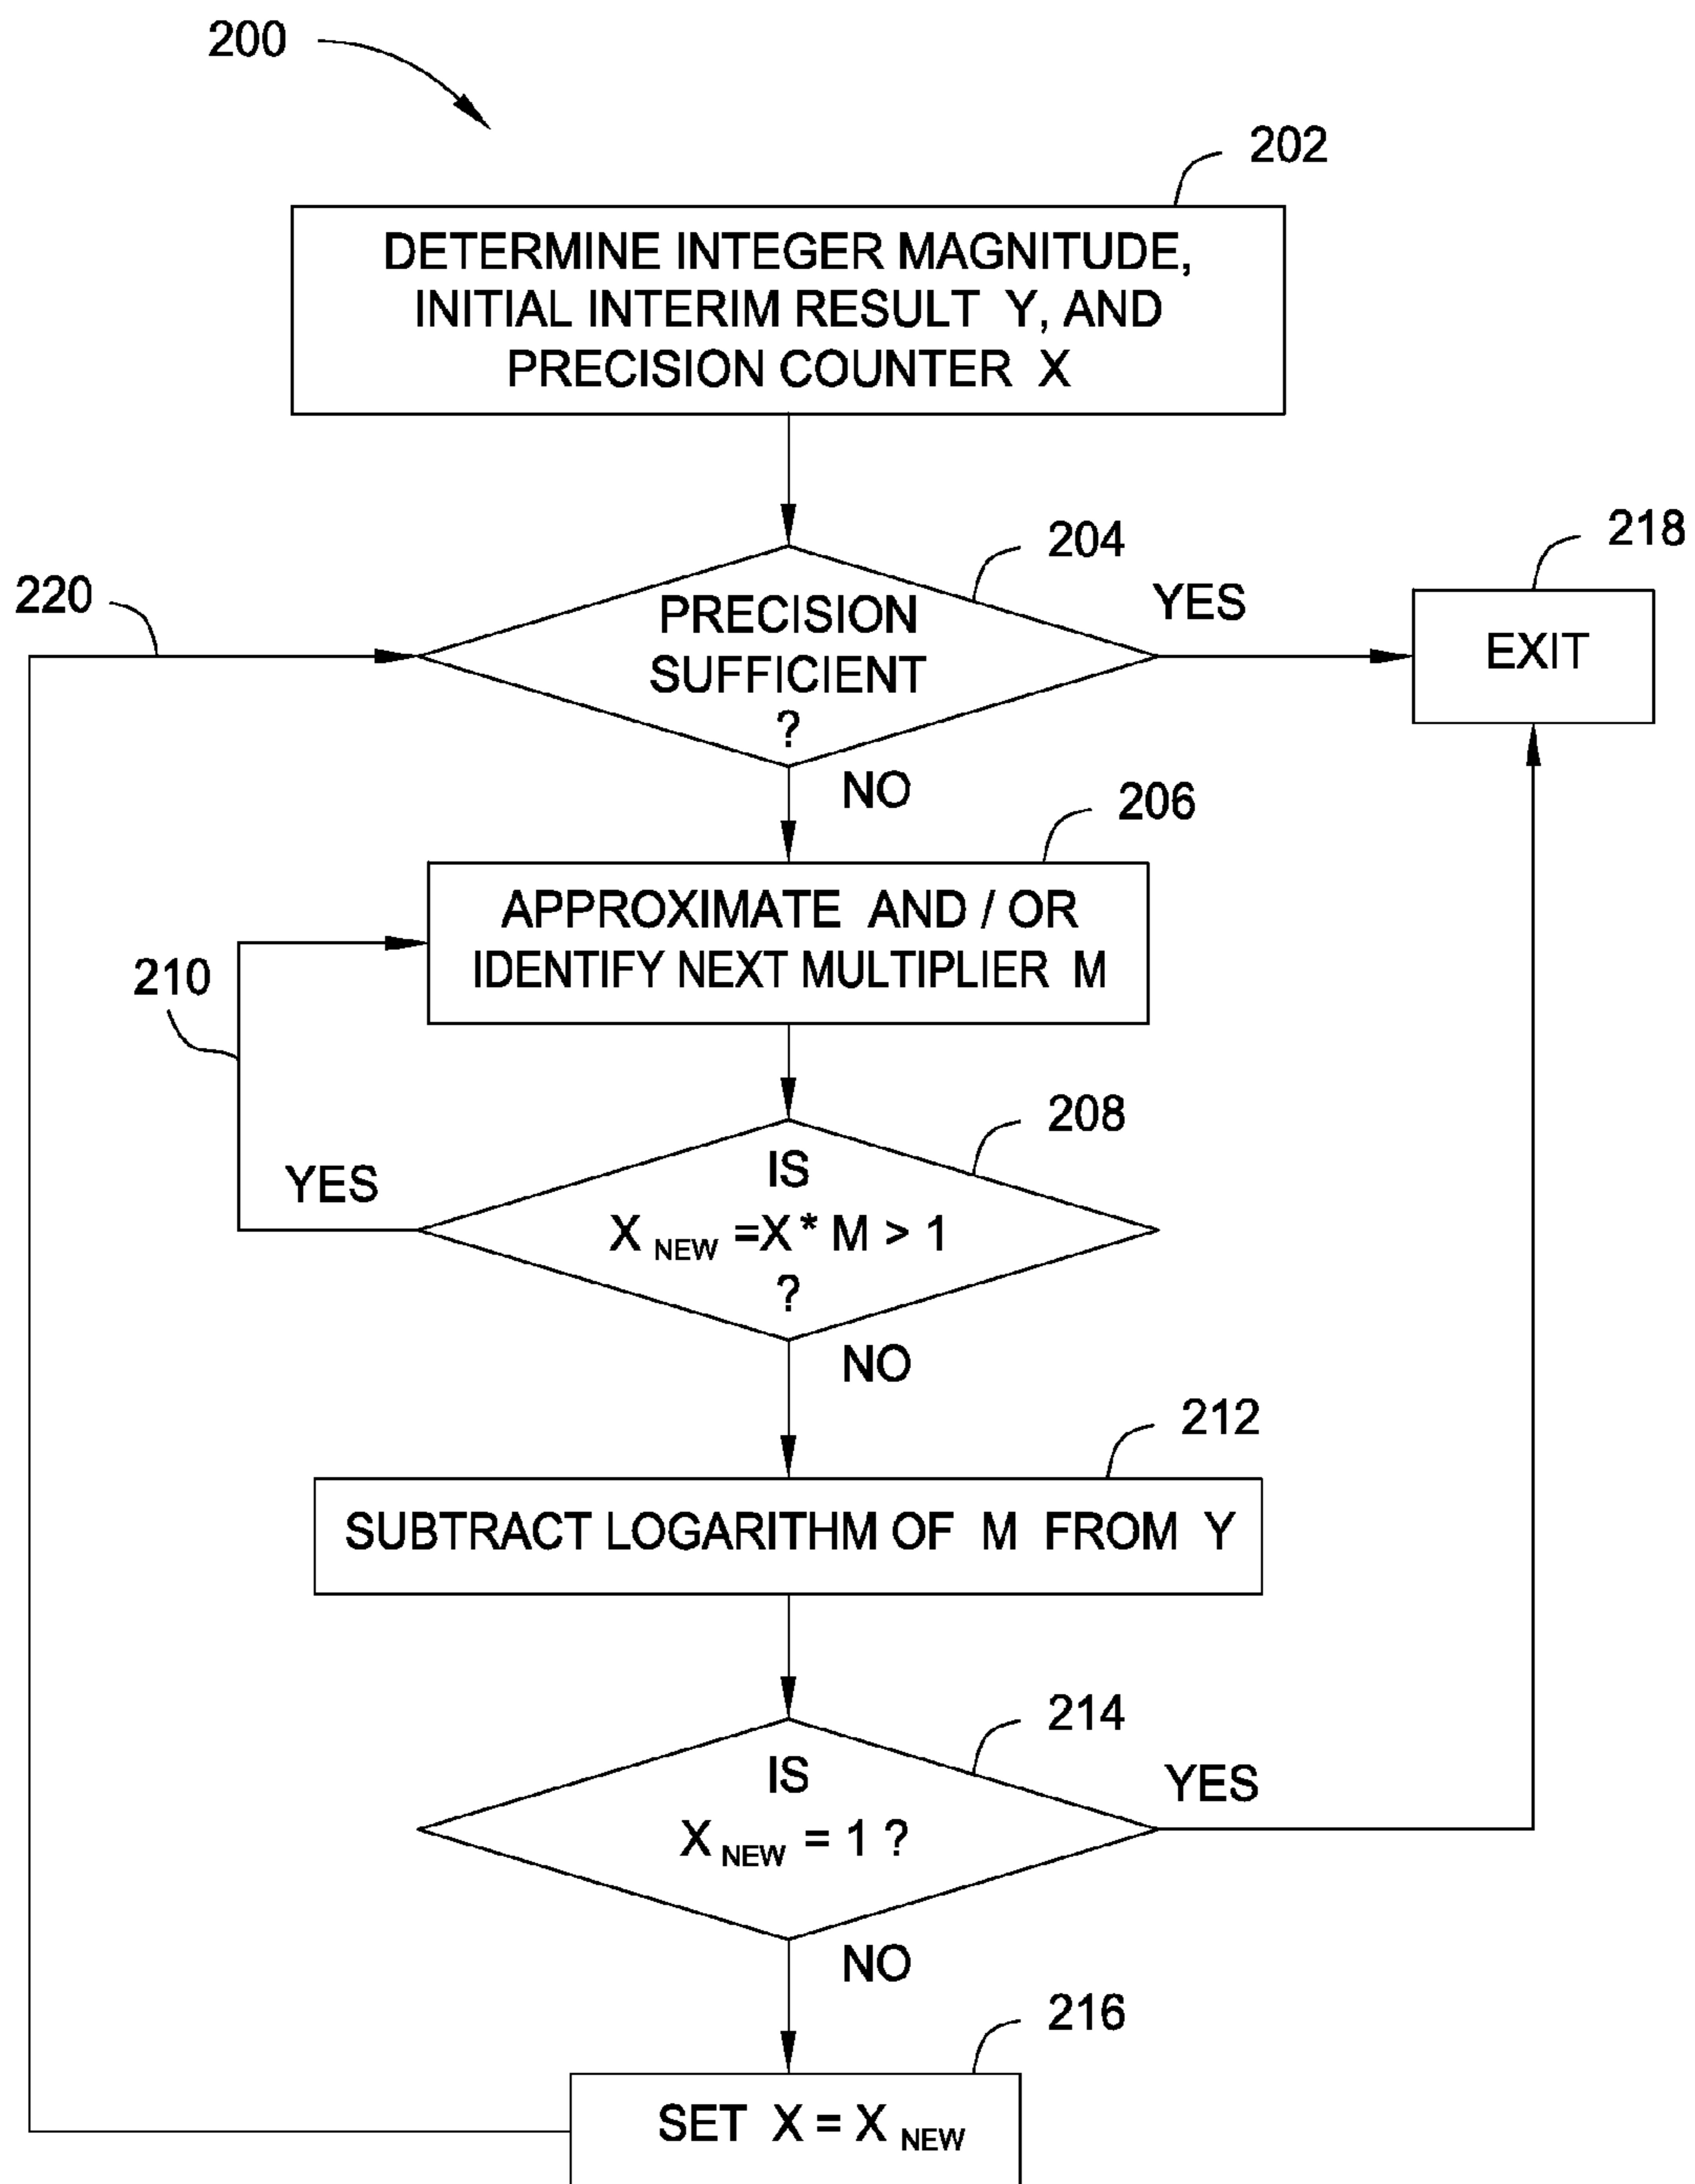 200
202
DETERMINE INTEGER MAGNITUDE,
INITIAL INTERIM RESULT Y, AND
PRECISION COUNTER X
204
218
220
PRECISION
SUFFICIENT
?
YES
EXIT
NO
206
APPROXIMATE AND / OR
IDENTIFY NEXT MULTIPLIER M
210
208
YES
IS
X NEW =X * M > 1
?
NO
212
SUBTRACT LOGARITHM OF M FROM Y
214
IS
X NEW = 1 ?
YES
NO
216
SET X = X NEW